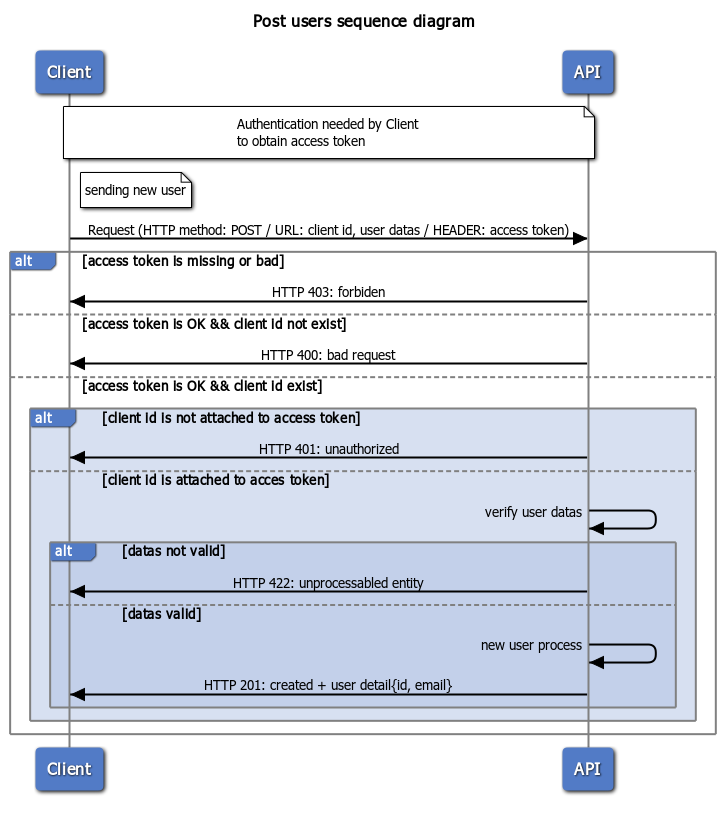 Post users sequence diagram
Client
API
Authentication needed by Client
to obtain access token
sending new user
Request (HTTP method: POST / URL: client id, user datas / HEADER: access token)
alt
[access token is missing or bad]
HTTP 403: forbiden
[access token is OK && client id not exist]
HTTP 400: bad request
[access token is OK && client id exist]
alt
[client id is not attached to access token]
HTTP 401: unauthorized
[client id is attached to acces token]
verify user datas
alt
[datas not valid]
HTTP 422: unprocessabled entity
[datas valid]
new user process
HTTP 201: created + user detail{id, email}
Client
API